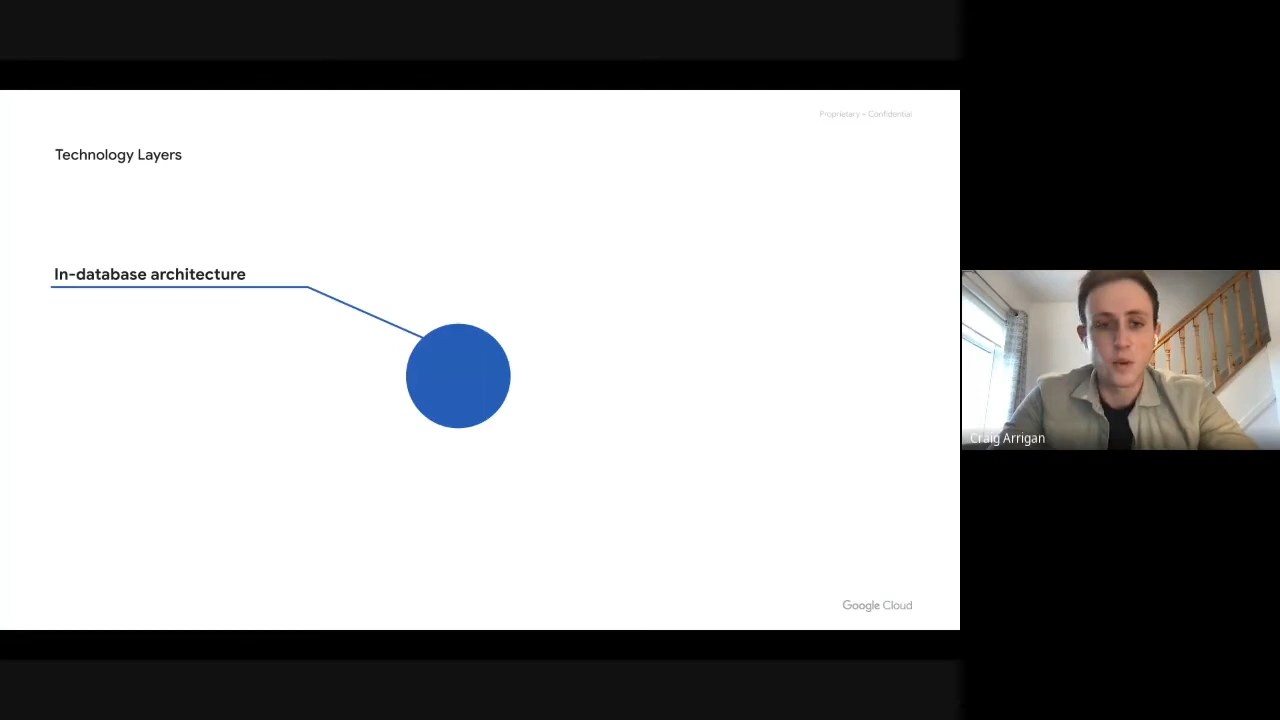 Proprietary + Confidential
Technology Layers
In-database architecture
Craig Arrigan
Google Cloud